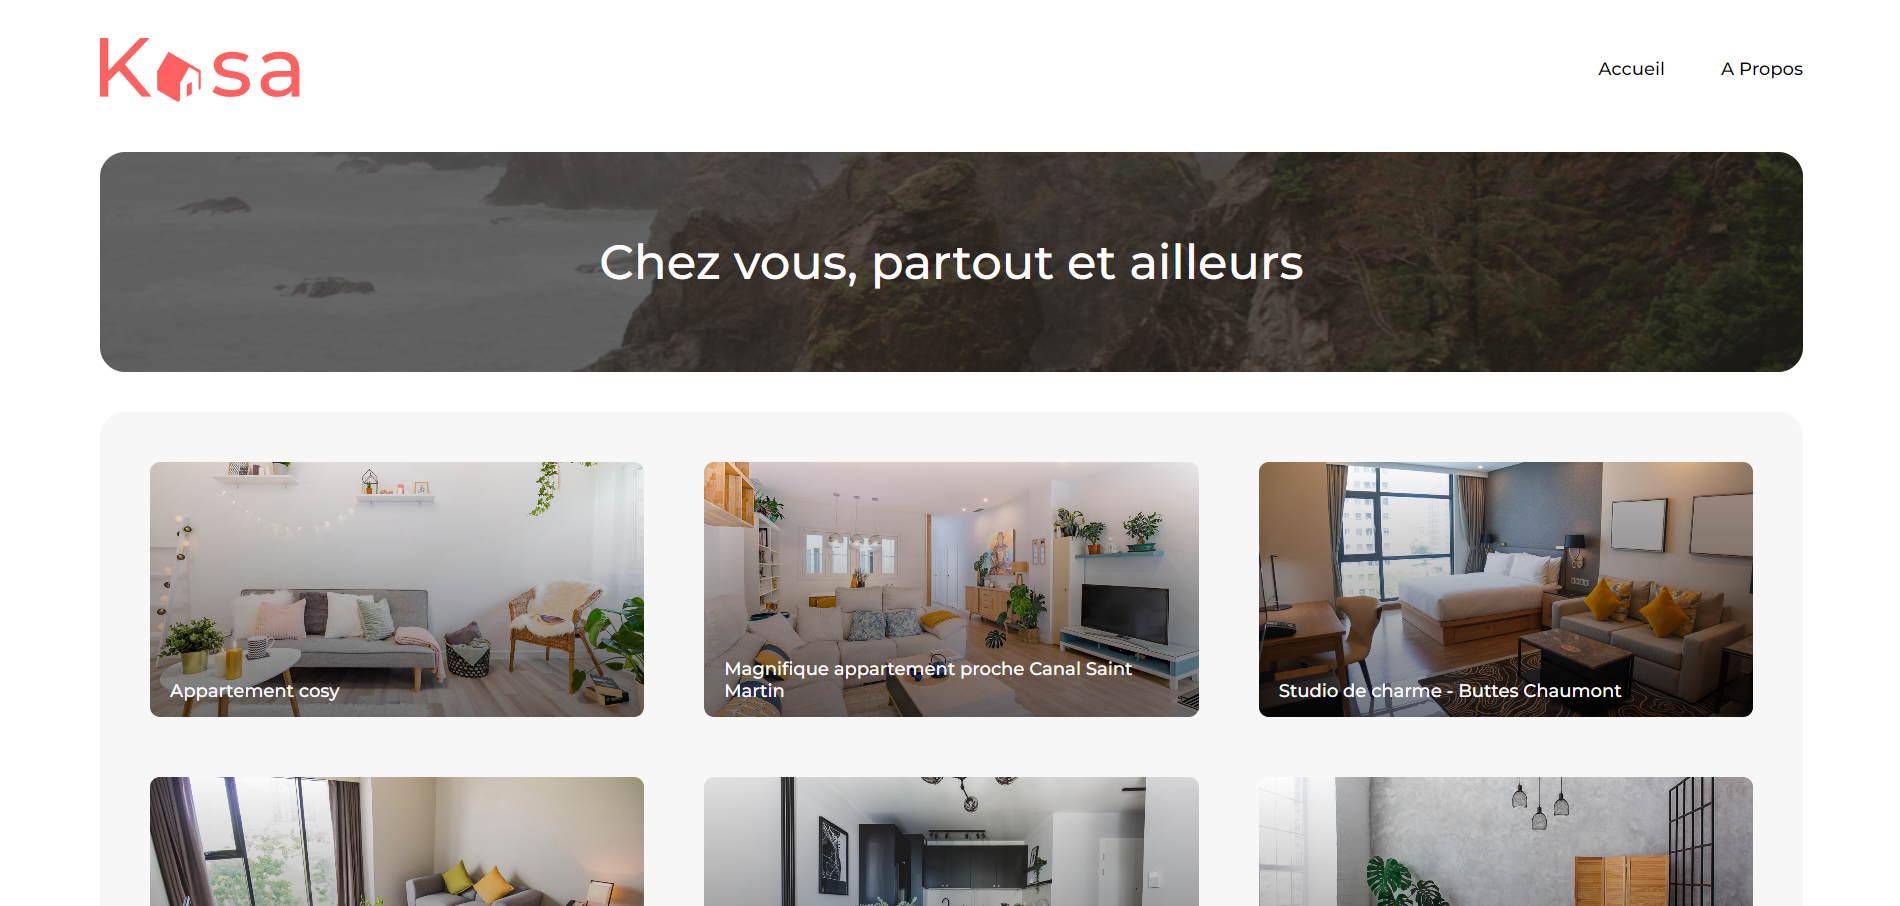 Kasa
Accueil
A Propos
Chez vous, partout et ailleurs
Appartement cosy
Magnifique appartement proche Canal Saint
Martin
Studio de charme - Buttes Chaumont